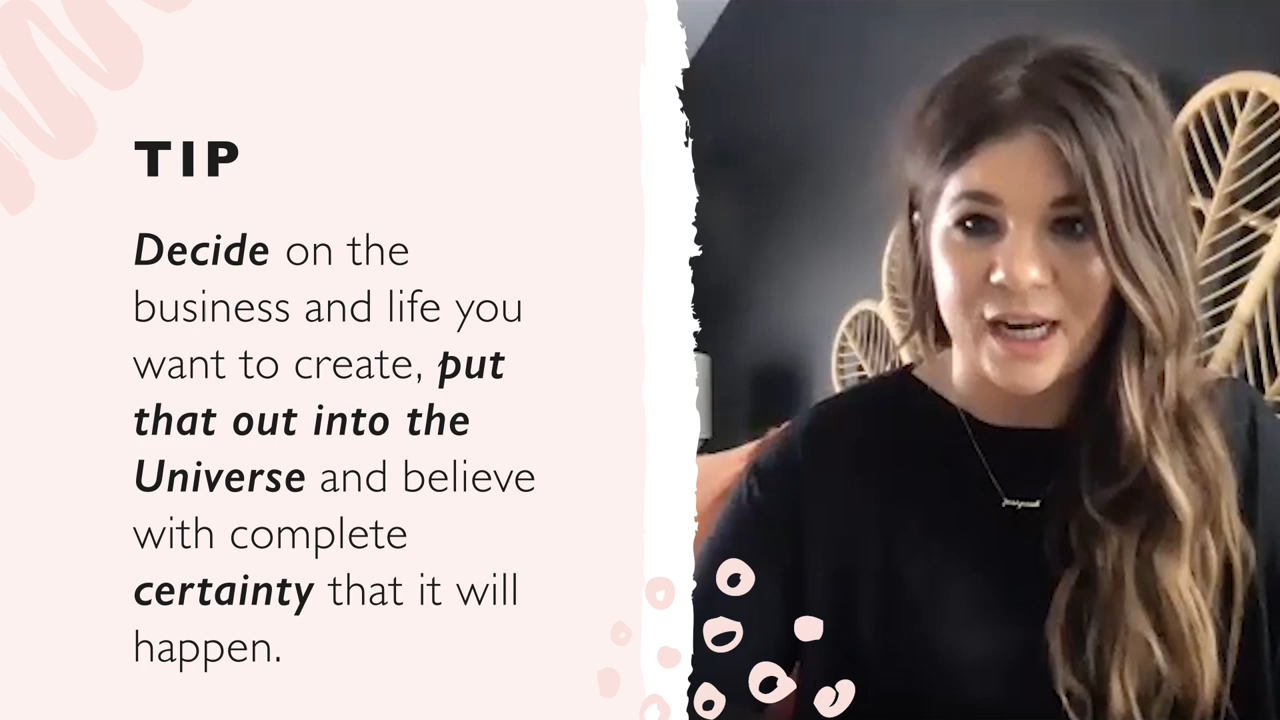 TIP
Decide on the
business and life you
want to create, put
that out into the
Universe and believe
with complete
certainty that it will
happen.